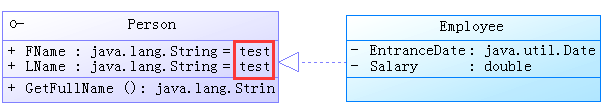 Person
+ FName : java.lang.String = test
+ LName : java.lang.String = test
+ GetFullName (): java.lang.Strin
Employee
- EntranceDate: java.util.Date
- Salary : double